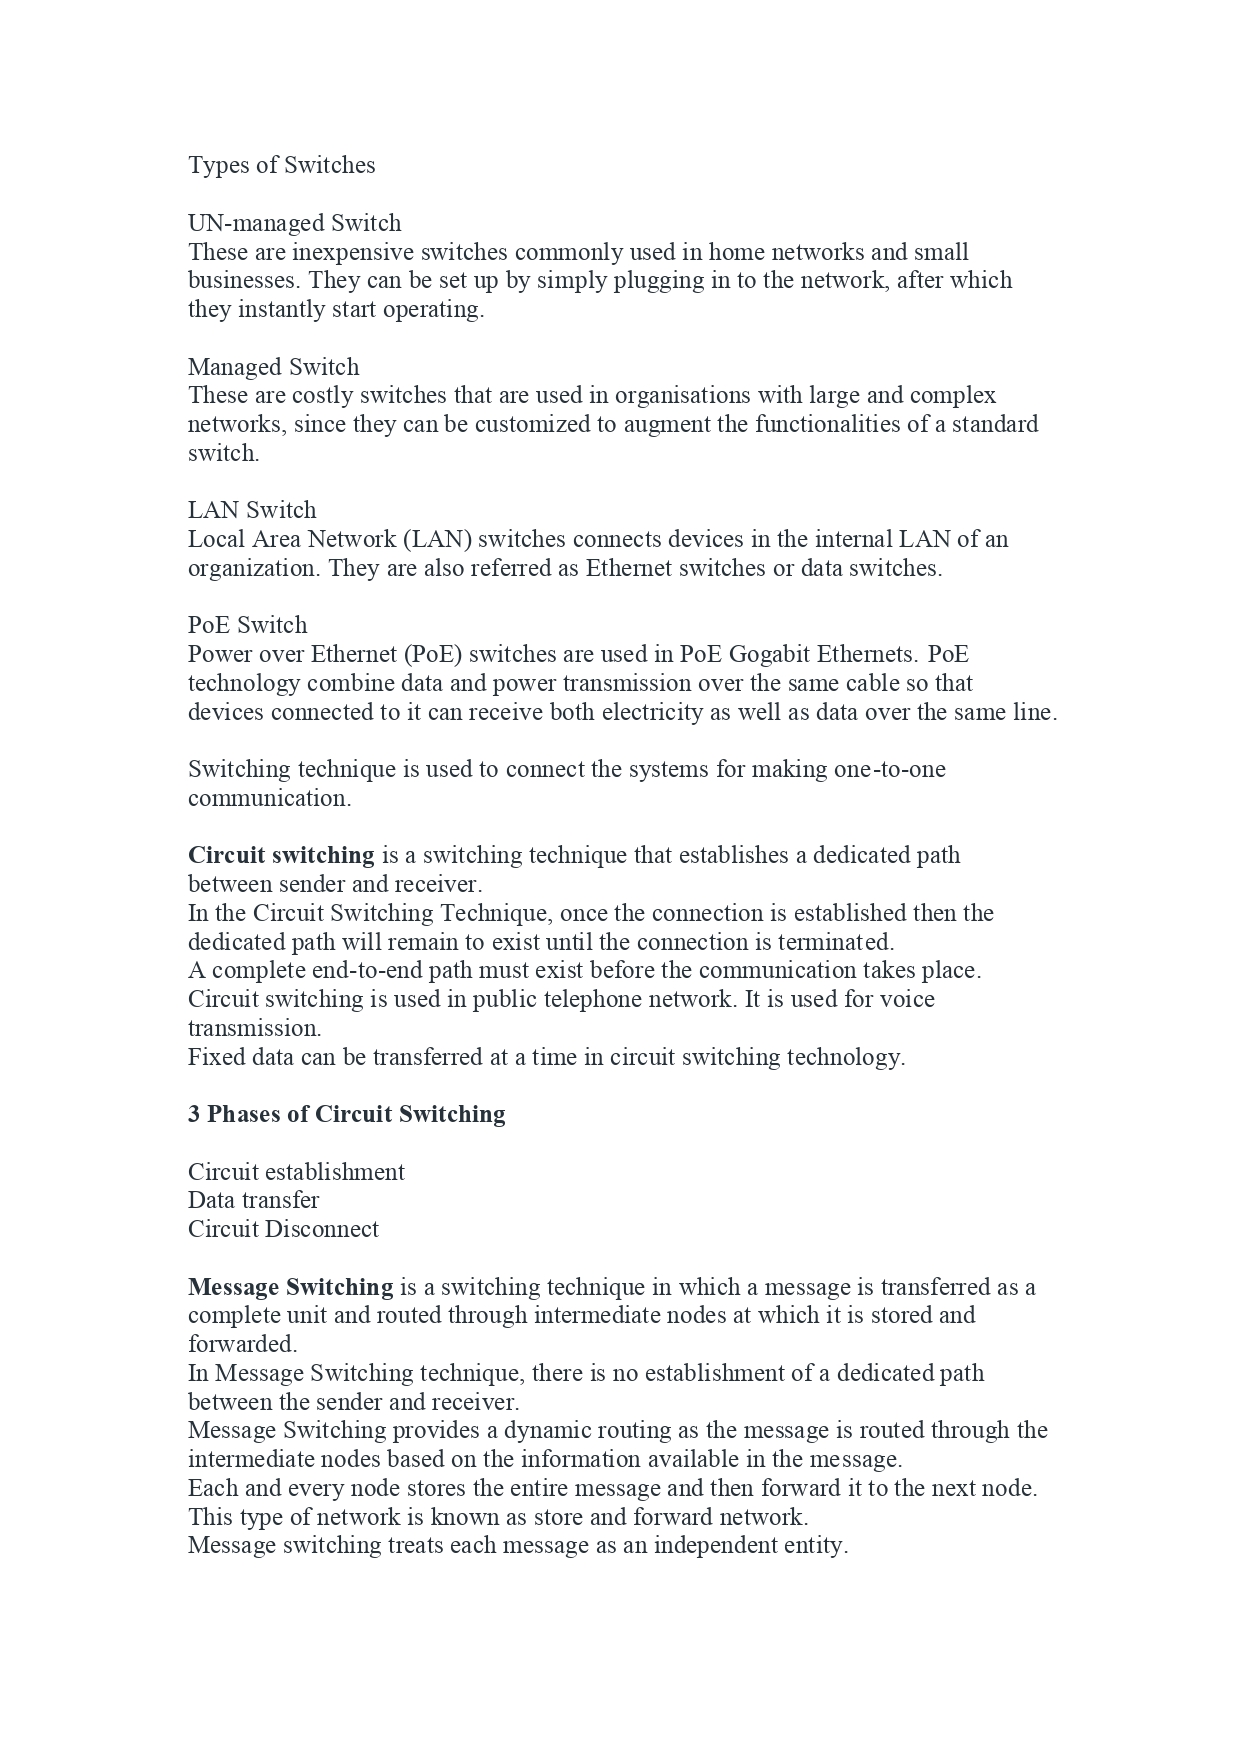 Types of Switches
UN-managed Switch
These are inexpensive switches commonly used in home networks and small
businesses. They can be set up by simply plugging in to the network, after which
they instantly start operating.
Managed Switch
These are costly switches that are used in organisations with large and complex
networks, since they can be customized to augment the functionalities of a standard
switch.
LAN Switch
Local Area Network (LAN) switches connects devices in the internal LAN of an
organization. They are also referred as Ethernet switches or data switches.
PoE Switch
Power over Ethernet (PoE) switches are used in PoE Gogabit Ethernets. PoE
technology combine data and power transmission over the same cable so that
devices connected to it can receive both electricity as well as data over the same line.
Switching technique is used to connect the systems for making one-to-one
communication.
Circuit switching is a switching technique that establishes a dedicated path
between sender and receiver.
In the Circuit Switching Technique, once the connection is established then the
dedicated path will remain to exist until the connection is terminated.
A complete end-to-end path must exist before the communication takes place.
Circuit switching is used in public telephone network. It is used for voice
transmission.
Fixed data can be transferred at a time in circuit switching technology.
3 Phases of Circuit Switching
Circuit establishment
Data transfer
Circuit Disconnect
Message Switching is a switching technique in which a message is transferred as a
complete unit and routed through intermediate nodes at which it is stored and
forwarded.
In Message Switching technique, there is no establishment of a dedicated path
between the sender and receiver.
Message Switching provides a dynamic routing as the message is routed through the
intermediate nodes based on the information available in the message.
Each and every node stores the entire message and then forward it to the next node.
This type of network is known as store and forward network.
Message switching treats each message as an independent entity.